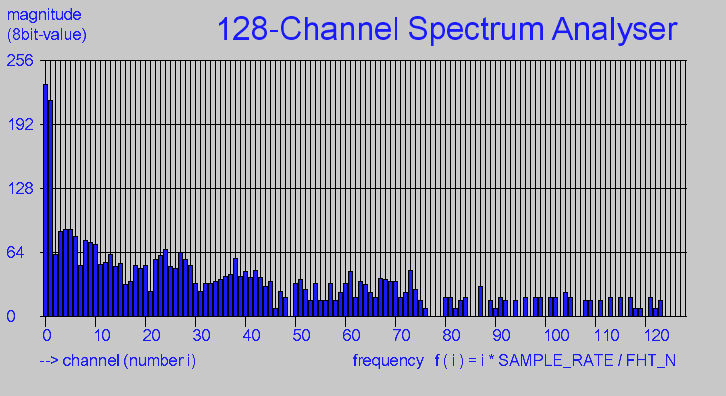 magnitude
(8bit-value)
128-Channel Spectrum Analyser
256
192
128
64
0
0 10 20 30 40 50 60 70 80 90 100 110 120
--> channel (number i)
frequency f ( i ) = i * SAMPLE_RATE / FHT_N